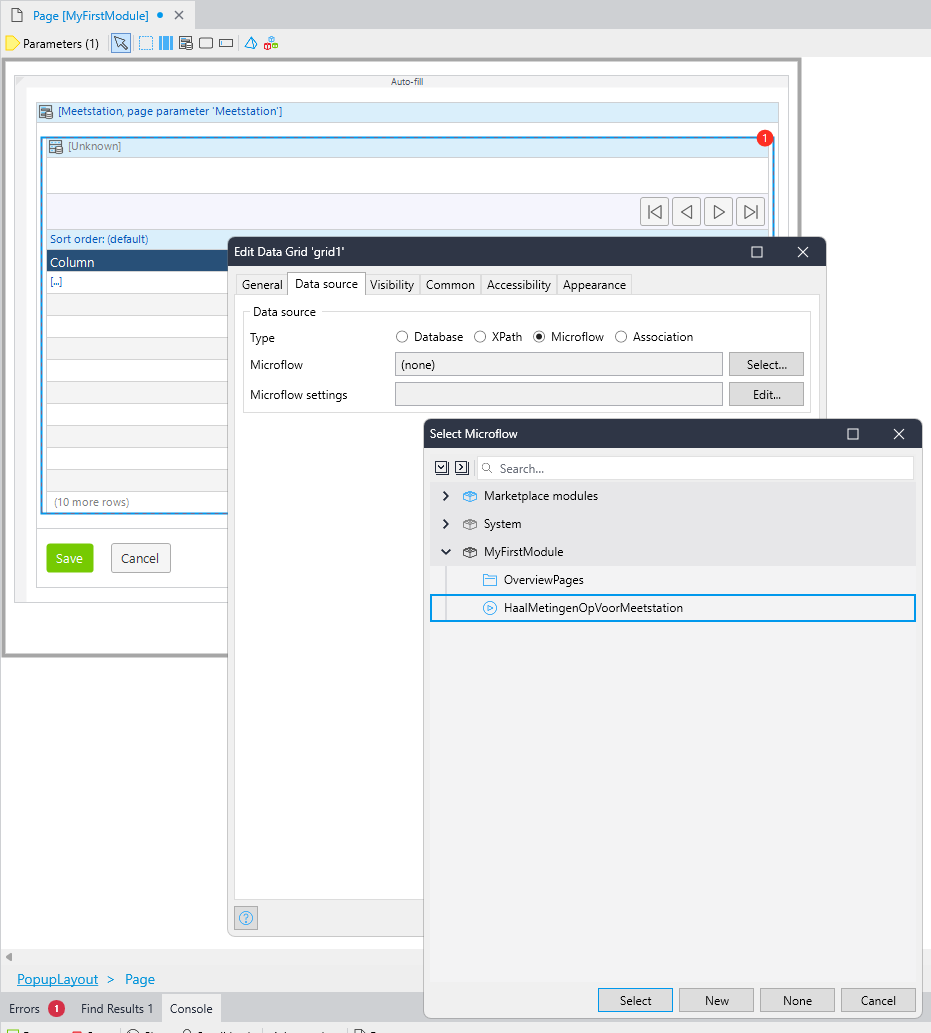 Page [MyFirstModule]
Parameters (1)
Auto-fill
[Meetstation, page parameter 'Meetstation']
[Unknown]
1
Sort order: (default)
Column
[...]
(10 more rows)
Save
Cancel
Edit Data Grid 'grid1'
General
Data source
Visibility
Common
Accessibility
Appearance
Data source
Type
Database
XPath
Microflow
Association
Microflow
(none)
Select...
Microflow settings
Edit...
Select Microflow
Search...
Marketplace modules
System
MyFirstModule
OverviewPages
HaalMetingenOpVoorMeetstation
Select
New
None
Cancel
PopupLayout > Page
Errors 1
Find Results 1
Console